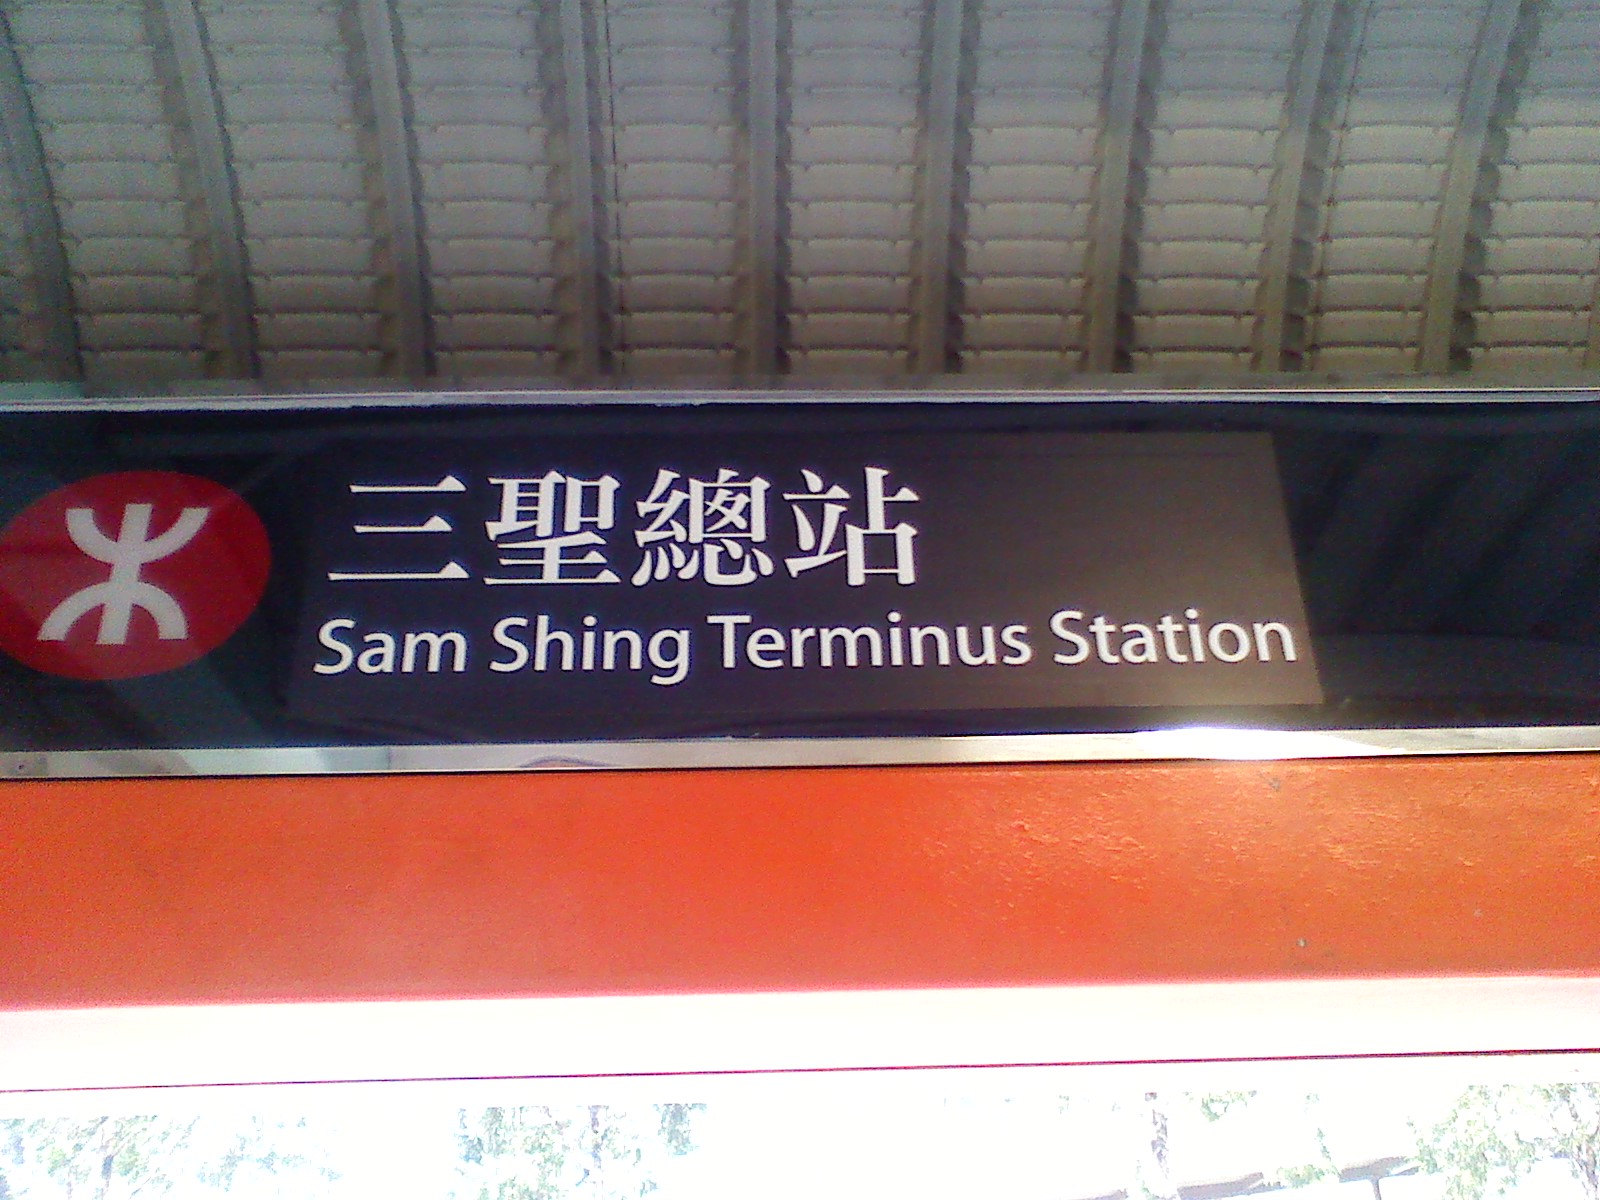 三聖總站
Sam Shing Terminus Station